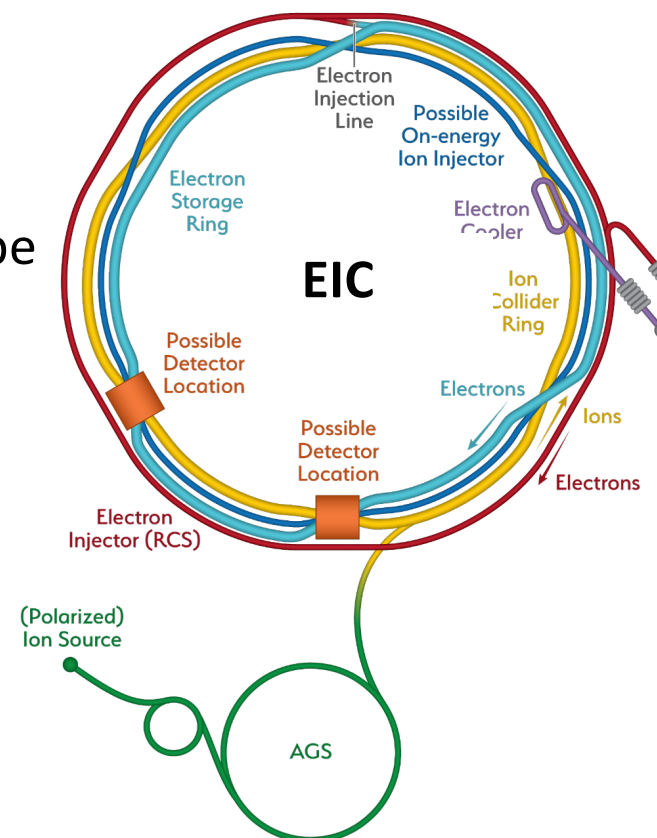 Electron
Injection
Line
Possible
On-energy
Ion Injector
Electron
Storage
Ring
Electron
Cooler
EIC
Ion
Collider
Ring
Possible
Detector
Location
Electrons
Ions
Possible
Detector
Location
Electrons
Electron
Injector (RCS)
(Polarized)
Ion Source
AGS